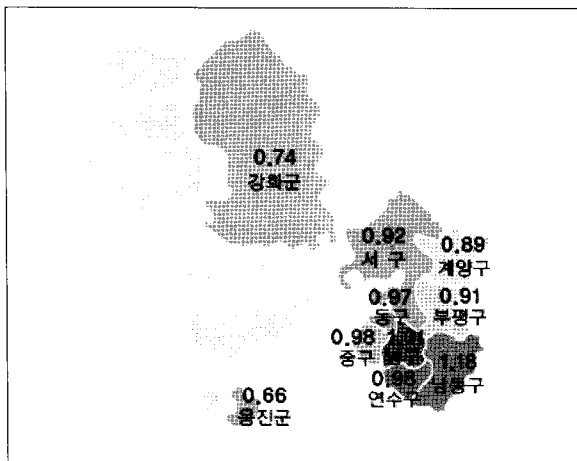 0.74
강화군
0.92
서 구
0.89
계양구
0.97
동구
0.91
부평구
0.98
중구
1.18
남동구
0.98
연수구
0.66
옹진군